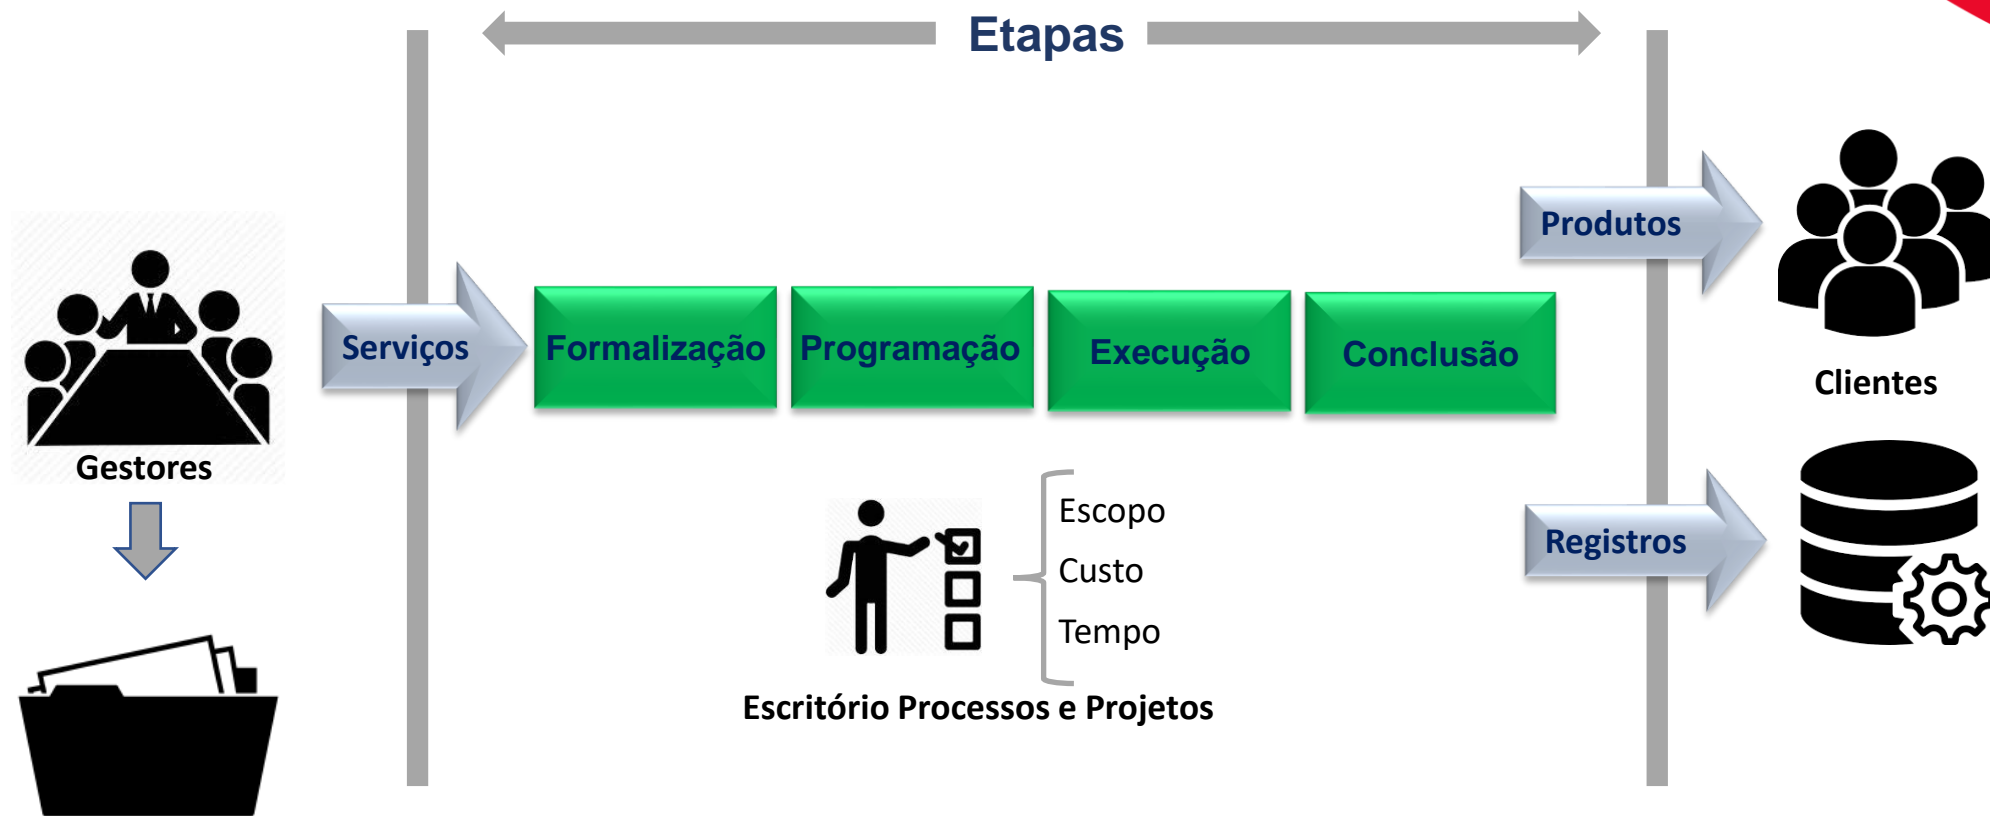 Etapas
Produtos
Serviços
Formalização
Programação
Execução
Conclusão
Clientes
Gestores
Escopo
Custo
Tempo
Registros
Escritório Processos e Projetos